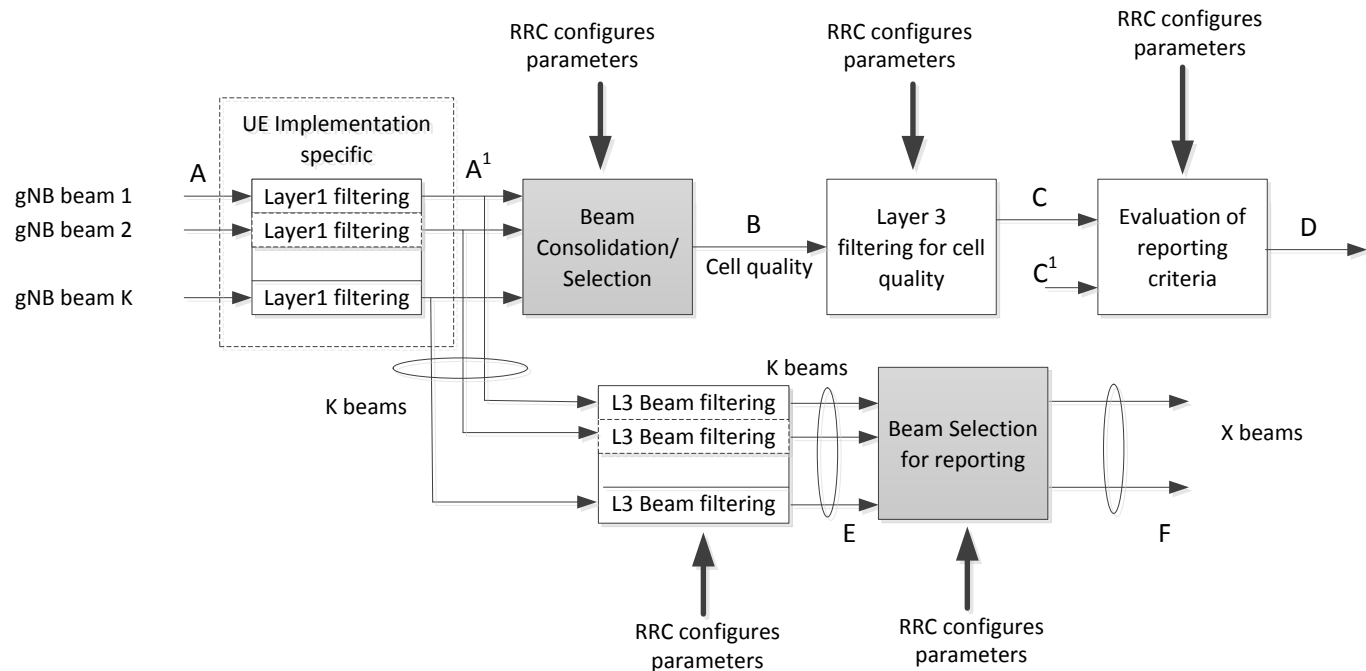 RRC configures
parameters
RRC configures
parameters
RRC configures
parameters
UE Implementation
specific
A
A¹
gNB beam 1
gNB beam 2
gNB beam K
Layer1 filtering
Layer1 filtering
Layer1 filtering
Beam
Consolidation/
Selection
B
Cell quality
Layer 3
filtering for cell
quality
C
C¹
Evaluation of
reporting
criteria
D
K beams
L3 Beam filtering
L3 Beam filtering
L3 Beam filtering
K beams
E
Beam Selection
for reporting
X beams
F
RRC configures
parameters
RRC configures
parameters